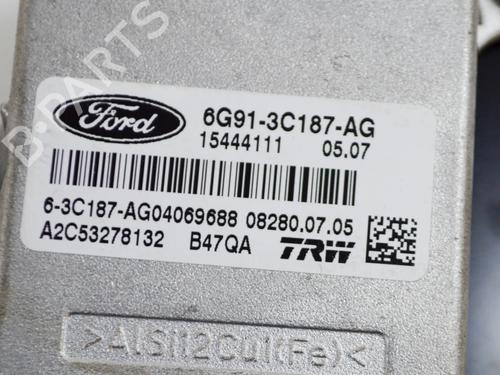 B-PARTS
Ford
6G91-3C187-AG
15444111 05.07
6-3C187-AG04069688 08280.07.05
A2C53278132 B47QA TRW
>AlSi12Cu1(Fe)<